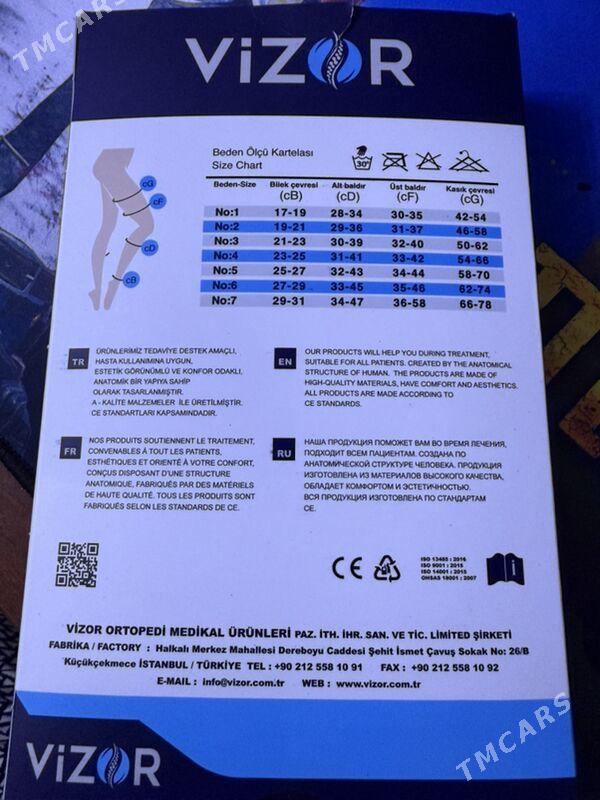 TMCARS
ViZOR
Beden Ölçü Kartelası
Size Chart
30°
Beden-Size Bilek çevresi (cB) Alt baldır (cD) Üst baldır (cF) Kasık çevresi (cG)
No:1 17-19 28-34 30-35 42-54
No:2 19-21 29-36 31-37 46-58
No:3 21-23 30-39 32-40 50-62
No:4 23-25 31-41 33-42 54-66
No:5 25-27 32-43 34-44 58-70
No:6 27-29 33-45 35-46 62-74
No:7 29-31 34-47 36-58 66-78
cG
cF
cD
cB
TR
ÜRÜNLERİMİZ TEDAVİYE DESTEK AMAÇLI,
HASTA KULLANIMINA UYGUN,
ESTETİK GÖRÜNÜMLÜ VE KONFOR ODAKLI,
ANATOMİK BİR YAPIYA SAHİP
OLARAK TASARLANMIŞTIR.
A - KALİTE MALZEMELER İLE ÜRETİLMİŞTİR.
CE STANDARTLARI KAPSAMINDADIR.
EN
OUR PRODUCTS WILL HELP YOU DURING TREATMENT,
SUITABLE FOR ALL PATIENTS. CREATED BY THE ANATOMICAL
STRUCTURE OF HUMAN. THE PRODUCTS ARE MADE OF
HIGH-QUALITY MATERIALS, HAVE COMFORT AND AESTHETICS.
ALL PRODUCTS ARE MADE ACCORDING TO
CE STANDARDS.
FR
NOS PRODUITS SOUTIENNENT LE TRAITEMENT,
CONVENABLES À TOUT LES PATIENTS,
ESTHÉTIQUES ET ORIENTÉ À VOTRE CONFORT,
CONÇUS DISPOSANT D'UNE STRUCTURE
ANATOMIQUE, FABRIQUÉS PAR DES MATÉRIELS
DE HAUTE QUALITÉ. TOUS LES PRODUITS SONT
FABRIQUÉS SELON LES STANDARDS DE CE.
RU
НАША ПРОДУКЦИЯ ПОМОЖЕТ ВАМ ВО ВРЕМЯ ЛЕЧЕНИЯ,
ПОДХОДИТ ВСЕМ ПАЦИЕНТАМ. СОЗДАНА ПО
АНАТОМИЧЕСКОЙ СТРУКТУРЕ ЧЕЛОВЕКА. ПРОДУКЦИЯ
ИЗГОТОВЛЕНА ИЗ МАТЕРИАЛОВ ВЫСОКОГО КАЧЕСТВА,
ОБЛАДАЕТ КОМФОРТОМ И ЭСТЕТИЧНОСТЬЮ.
ВСЯ ПРОДУКЦИЯ ИЗГОТОВЛЕНА ПО СТАНДАРТАМ
CE.
CE
ISO 13485 : 2016
ISO 9001 : 2015
ISO 14001 : 2015
OHSAS 18001 : 2007
VİZOR ORTOPEDİ MEDİKAL ÜRÜNLERİ PAZ. İTH. İHR. SAN. VE TİC. LİMİTED ŞİRKETİ
FABRİKA / FACTORY : Halkalı Merkez Mahallesi Dereboyu Caddesi Şehit İsmet Çavuş Sokak No: 26/B
Küçükçekmece İSTANBUL / TÜRKİYE TEL : +90 212 558 10 91 FAX : +90 212 558 10 92
E-MAIL : info@vizor.com.tr WEB : www.vizor.com.tr
ViZOR
TMCARS